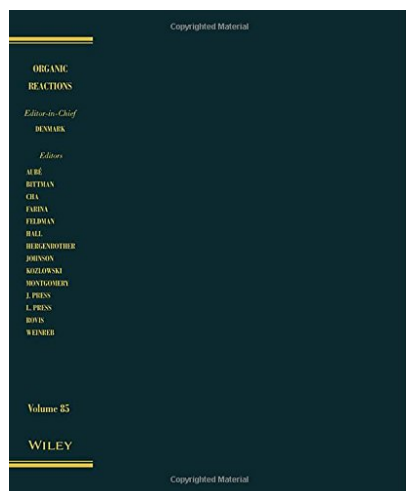 Copyrighted Material
ORGANIC
REACTIONS
Editor-in-Chief
DENMARK
Editors
AUBÉ
BITTMAN
CHA
FARINA
FELDMAN
HALL
HERGENROTHER
JOHNSON
KOZLOWSKI
MONTGOMERY
J. PRESS
L. PRESS
ROVIS
WEINREB
Volume 85
WILEY
Copyrighted Material